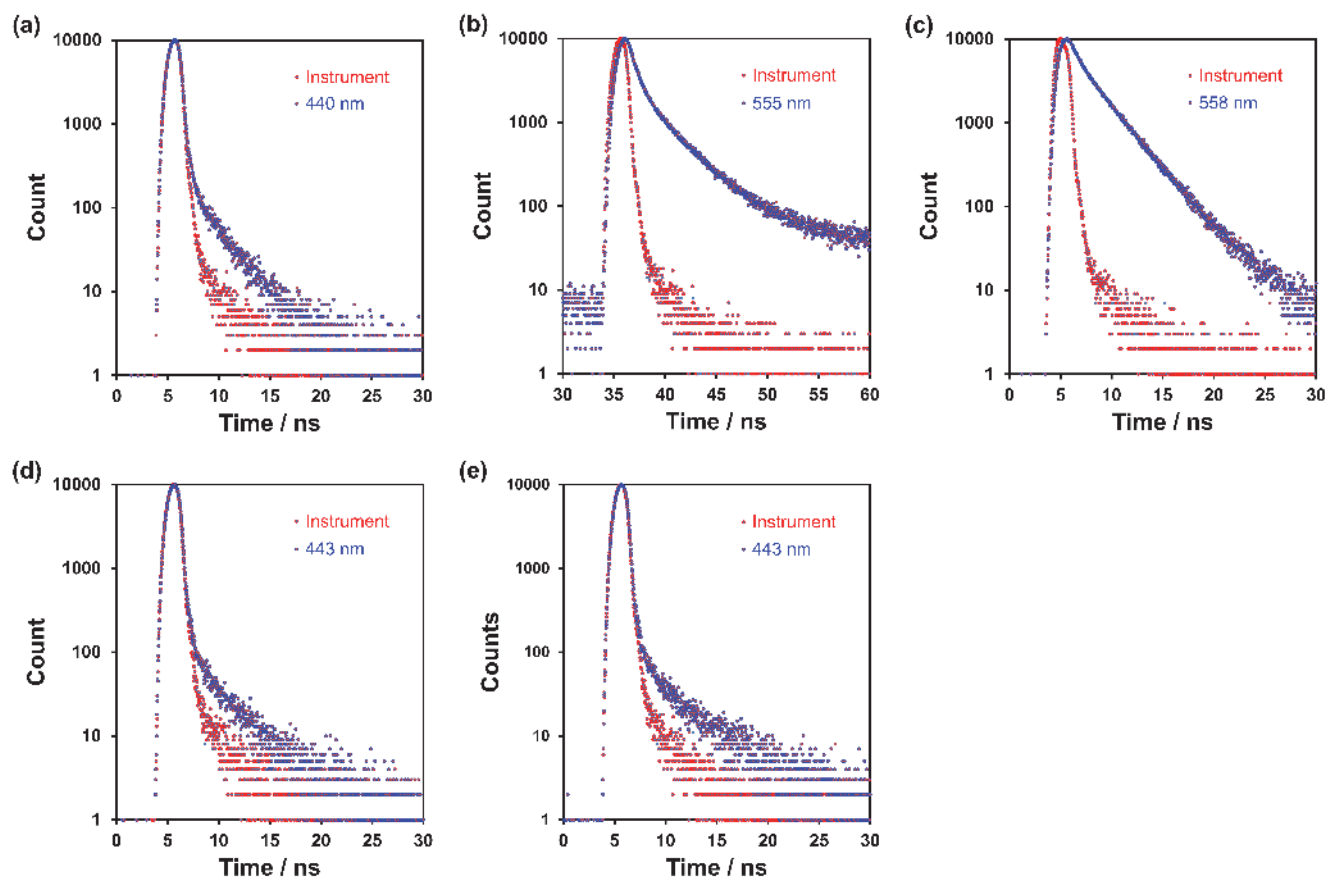 (a)
10000
1000
100
10
1
Count
Instrument
440 nm
0 5 10 15 20 25 30
Time / ns
(b)
10000
1000
100
10
1
Count
Instrument
555 nm
30 35 40 45 50 55 60
Time / ns
(c)
10000
1000
100
10
1
Count
Instrument
558 nm
0 5 10 15 20 25 30
Time / ns
(d)
10000
1000
100
10
1
Count
Instrument
443 nm
0 5 10 15 20 25 30
Time / ns
(e)
10000
1000
100
10
1
Counts
Instrument
443 nm
0 5 10 15 20 25 30
Time / ns